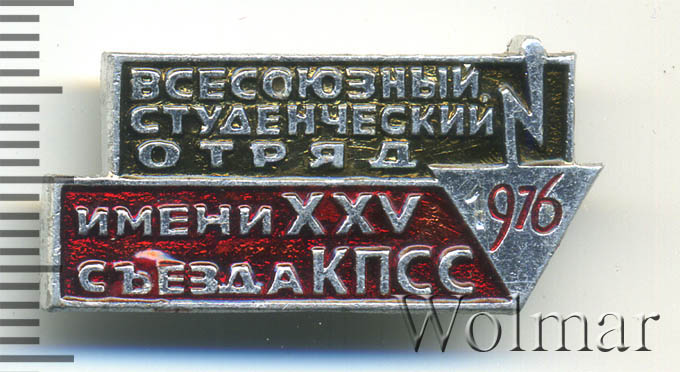 ВСЕСОЮЗНЫЙ
СТУДЕНЧЕСКИЙ
ОТРЯД
1976
ИМЕНИ XXV
СЪЕЗДА КПСС
Wolmar